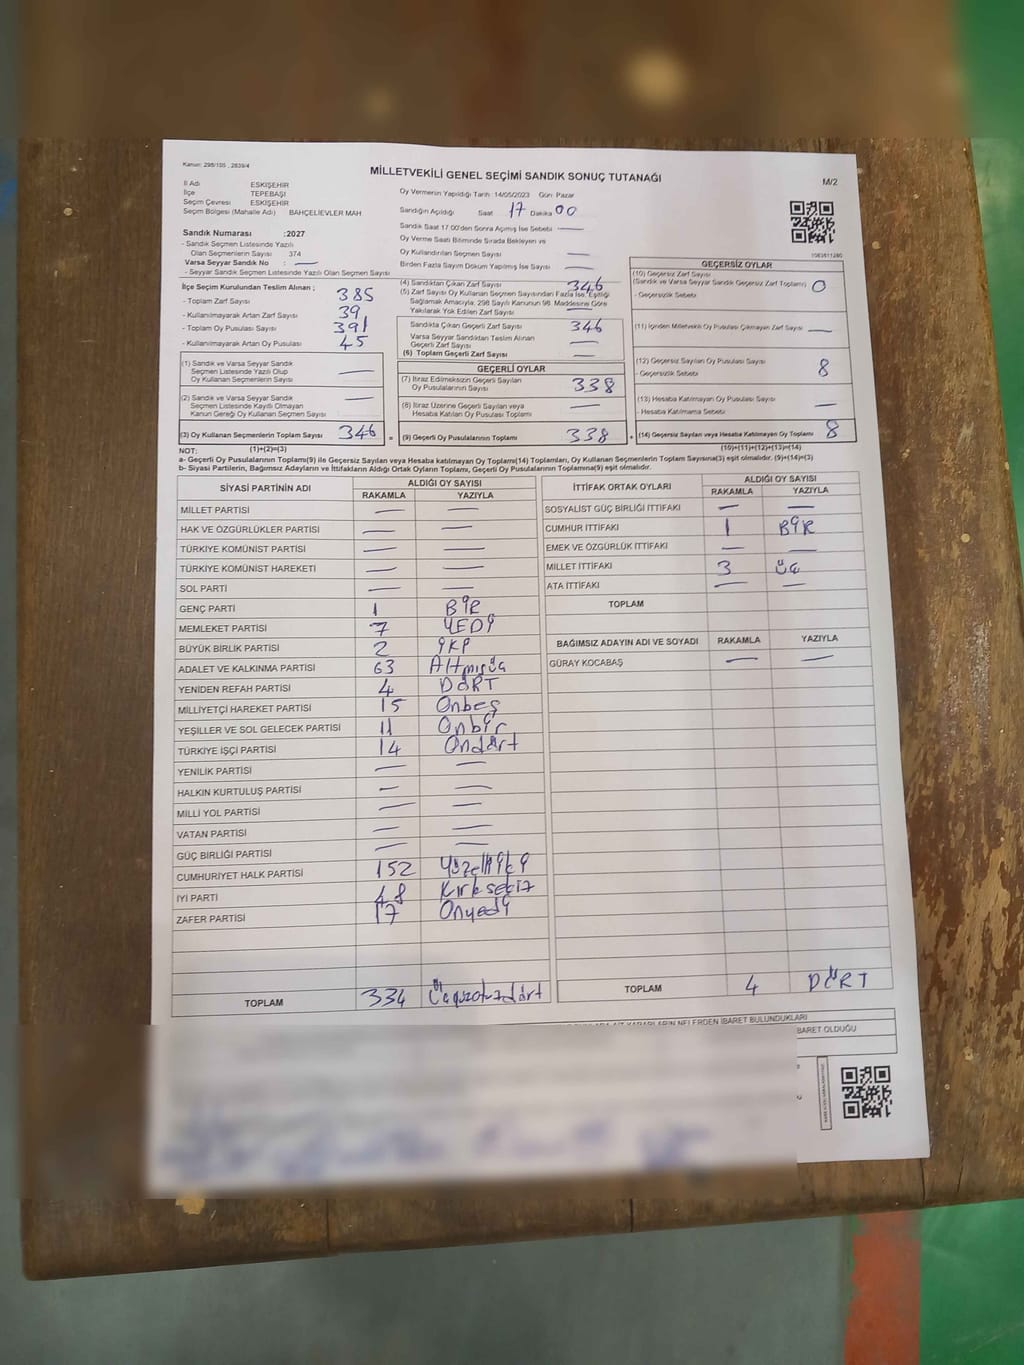 Kanun: 298/105 , 2839/4
MİLLETVEKİLİ GENEL SEÇİMİ SANDIK SONUÇ TUTANAĞI
M/2
İl Adı ESKİŞEHİR
İlçe TEPEBAŞI
Seçim Çevresi ESKİŞEHİR
Seçim Bölgesi (Mahalle Adı) BAHÇELİEVLER MAH
Sandık Numarası :2027
- Sandık Seçmen Listesinde Yazılı
Olan Seçmenlerin Sayısı 374
Varsa Seyyar Sandık No : —
- Seyyar Sandık Seçmen Listesinde Yazılı Olan Seçmen Sayısı
Oy Vermenin Yapıldığı Tarih :14/05/2023 Gün: Pazar
Sandığın Açıldığı Saat 17 Dakika 00
Sandık Saat 17.00'den Sonra Açılmış İse Sebebi —
Oy Verme Saati Bitiminde Sırada Bekleyen ve
Oy Kullandırılan Seçmen Sayısı —
Birden Fazla Sayım Döküm Yapılmış İse Sayısı —
1083611280
İlçe Seçim Kurulundan Teslim Alınan ;
- Toplam Zarf Sayısı 385
- Kullanılmayarak Artan Zarf Sayısı 39
- Toplam Oy Pusulası Sayısı 391
- Kullanılmayarak Artan Oy Pusulası 45
(1) Sandık ve Varsa Seyyar Sandık
Seçmen Listesinde Yazılı Olup
Oy Kullanan Seçmenlerin Sayısı —
(2) Sandık ve Varsa Seyyar Sandık
Seçmen Listesinde Kayıtlı Olmayan
Kanun Gereği Oy Kullanan Seçmen Sayısı —
(3) Oy Kullanan Seçmenlerin Toplam Sayısı 346
(1)+(2)=(3)
(4) Sandıktan Çıkan Zarf Sayısı 346
(5) Zarf Sayısı Oy Kullanan Seçmen Sayısından Fazla İse, Eşitliği
Sağlamak Amacıyla; 298 Sayılı Kanunun 98. Maddesine Göre
Yakılarak Yok Edilen Zarf Sayısı —
Sandıkta Çıkan Geçerli Zarf Sayısı 346
Varsa Seyyar Sandıktan Teslim Alınan
Geçerli Zarf Sayısı —
(6) Toplam Geçerli Zarf Sayısı —
GEÇERLİ OYLAR
(7) İtiraz Edilmeksizin Geçerli Sayılan
Oy Pusulalarının Sayısı 338
(8) İtiraz Üzerine Geçerli Sayılan veya
Hesaba Katılan Oy Pusulası Toplamı —
= (9) Geçerli Oy Pusulalarının Toplamı 338
GEÇERSİZ OYLAR
(10) Geçersiz Zarf Sayısı
(Sandık ve Varsa Seyyar Sandık Geçersiz Zarf Toplamı) 0
- Geçersizlik Sebebi
(11) İçinden Milletvekili Oy Pusulası Çıkmayan Zarf Sayısı —
(12) Geçersiz Sayılan Oy Pusulası Sayısı 8
- Geçersizlik Sebebi
(13) Hesaba Katılmayan Oy Pusulası Sayısı —
- Hesaba Katılmama Sebebi
+ (14) Geçersiz Sayılan veya Hesaba Katılmayan Oy Pusulası Toplamı 8
(10)+(11)+(12)+(13)=(14)
NOT:
a- Geçerli Oy Pusulalarının Toplamı(9) ile Geçersiz Sayılan veya Hesaba katılmayan Oy Toplamı(14) Toplamları, Oy Kullanan Seçmenlerin Toplam Sayısına(3) eşit olmalıdır. (9)+(14)=(3)
b- Siyasi Partilerin, Bağımsız Adayların ve İttifakların Aldığı Ortak Oyların Toplamı, Geçerli Oy Pusulalarının Toplamına(9) eşit olmalıdır.
SİYASİ PARTİNİN ADI ALDIĞI OY SAYISI
RAKAMLA YAZIYLA
MİLLET PARTİSİ — —
HAK VE ÖZGÜRLÜKLER PARTİSİ — —
TÜRKİYE KOMÜNİST PARTİSİ — —
TÜRKİYE KOMÜNİST HAREKETİ — —
SOL PARTİ — —
GENÇ PARTİ 1 BİR
MEMLEKET PARTİSİ 7 YEDİ
BÜYÜK BİRLİK PARTİSİ 2 İKİ
ADALET VE KALKINMA PARTİSİ 63 Altmışüç
YENİDEN REFAH PARTİSİ 4 DÖRT
MİLLİYETÇİ HAREKET PARTİSİ 15 Onbeş
YEŞİLLER VE SOL GELECEK PARTİSİ 11 Onbir
TÜRKİYE İŞÇİ PARTİSİ 14 Ondört
YENİLİK PARTİSİ — —
HALKIN KURTULUŞ PARTİSİ — —
MİLLİ YOL PARTİSİ — —
VATAN PARTİSİ — —
GÜÇ BİRLİĞİ PARTİSİ — —
CUMHURİYET HALK PARTİSİ 152 Yüzelliiki
İYİ PARTİ 48 Kırksekiz
ZAFER PARTİSİ 17 Onyedi
TOPLAM 334 Üçyüzotuzdört
İTTİFAK ORTAK OYLARI ALDIĞI OY SAYISI
RAKAMLA YAZIYLA
SOSYALİST GÜÇ BİRLİĞİ İTTİFAKI — —
CUMHUR İTTİFAKI 1 BİR
EMEK VE ÖZGÜRLÜK İTTİFAKI — —
MİLLET İTTİFAKI 3 ÜÇ
ATA İTTİFAKI — —
TOPLAM
BAĞIMSIZ ADAYIN ADI VE SOYADI RAKAMLA YAZIYLA
GÜRAY KOCABAŞ — —
TOPLAM 4 DÖRT
KARARLARIN NELERDEN İBARET BULUNDUKLARI
BARET OLDUĞU